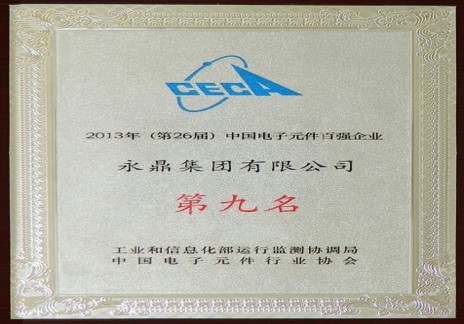 CECA
2013年（第26届）中国电子元件百强企业
永鼎集团有限公司
第九名
工业和信息化部运行监测协调局
中国电子元件行业协会